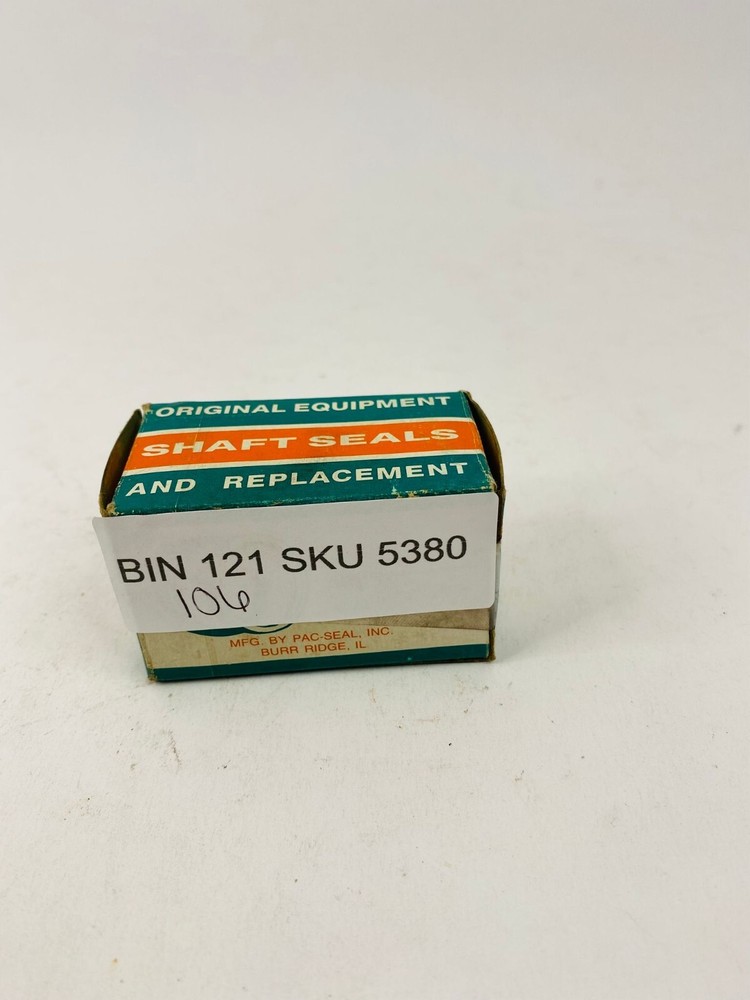 ORIGINAL EQUIPMENT
SHAFT SEALS
AND REPLACEMENT
BIN 121 SKU 5380
106
MFG. BY PAC-SEAL, INC.
BURR RIDGE, IL